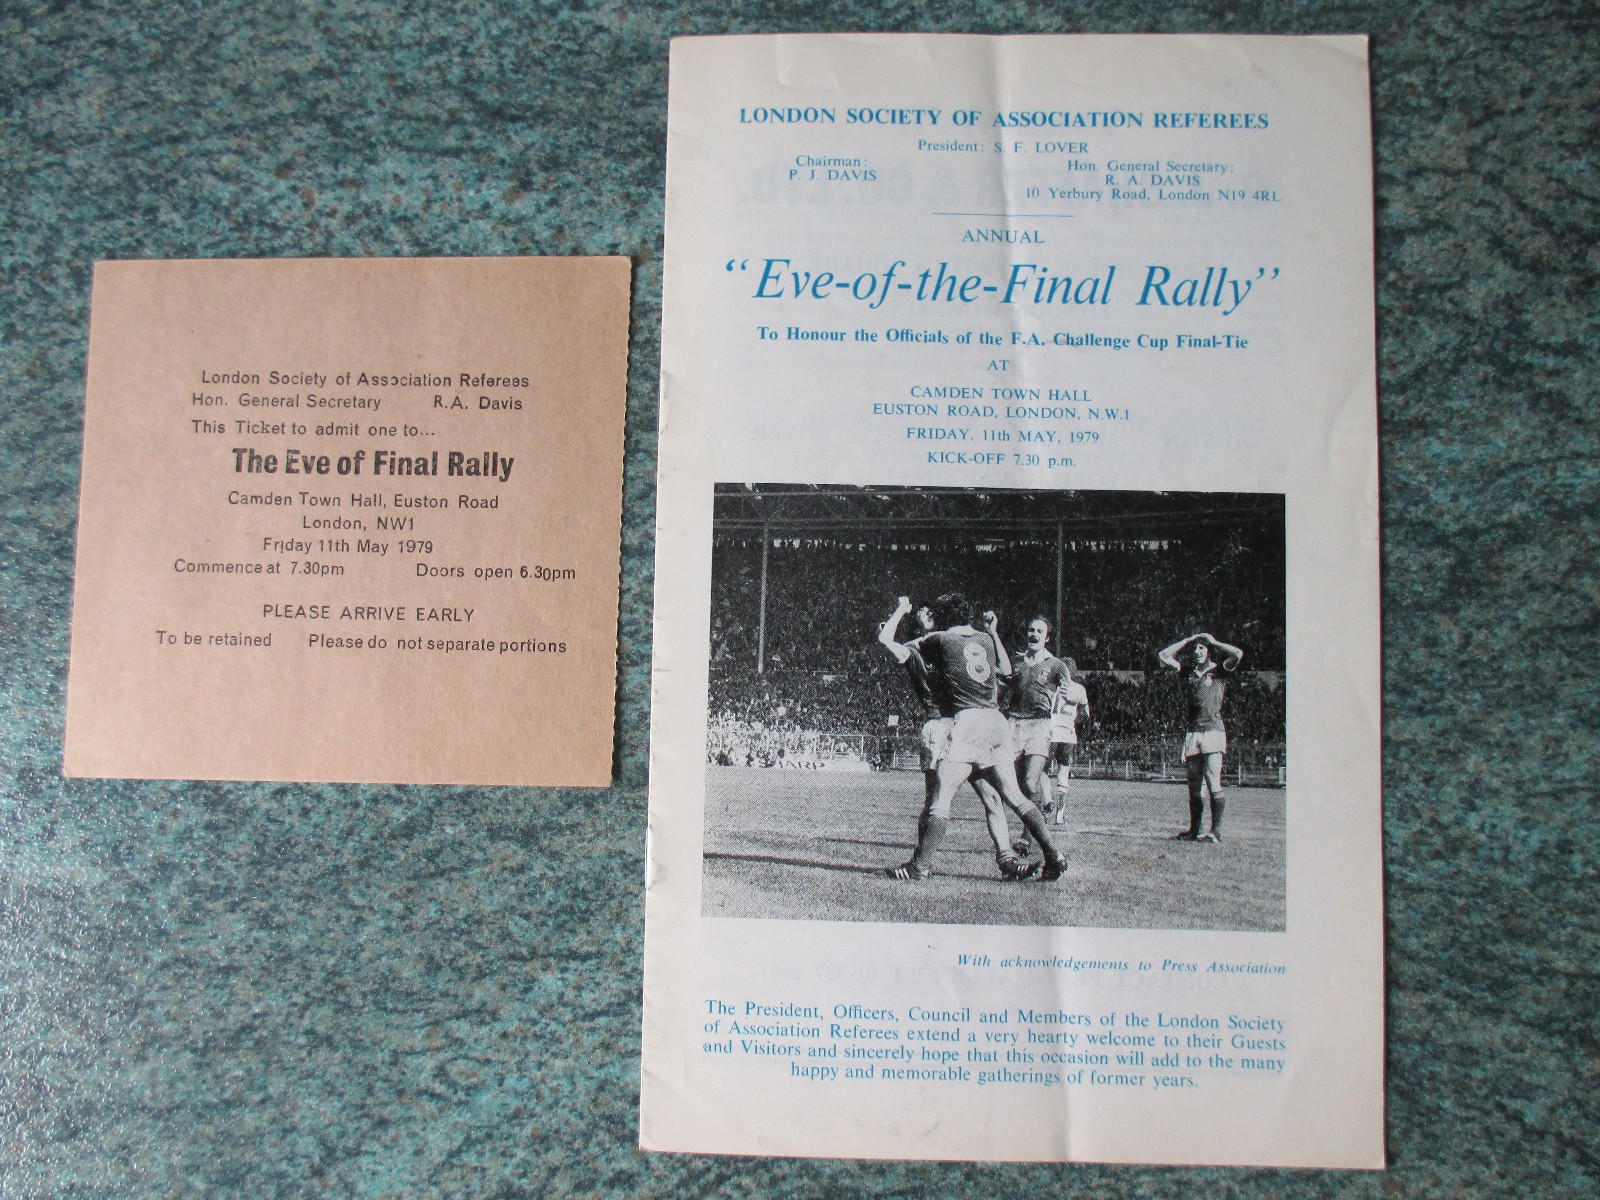 London Society of Association Referees
Hon. General Secretary R.A. Davis
This Ticket to admit one to...
The Eve of Final Rally
Camden Town Hall, Euston Road
London, NW1
Friday 11th May 1979
Commence at 7.30pm Doors open 6.30pm
PLEASE ARRIVE EARLY
To be retained Please do not separate portions
LONDON SOCIETY OF ASSOCIATION REFEREES
President: S. F. LOVER
Chairman:
P. J. DAVIS
Hon. General Secretary:
R. A. DAVIS
10 Yerbury Road, London N19 4RL
ANNUAL
"Eve-of-the-Final Rally"
To Honour the Officials of the F.A. Challenge Cup Final-Tie
AT
CAMDEN TOWN HALL
EUSTON ROAD, LONDON, N.W.1
FRIDAY, 11th MAY, 1979
KICK-OFF 7.30 p.m.
8
12
SHARP
With acknowledgements to Press Association
The President, Officers, Council and Members of the London Society
of Association Referees extend a very hearty welcome to their Guests
and Visitors and sincerely hope that this occasion will add to the many
happy and memorable gatherings of former years.